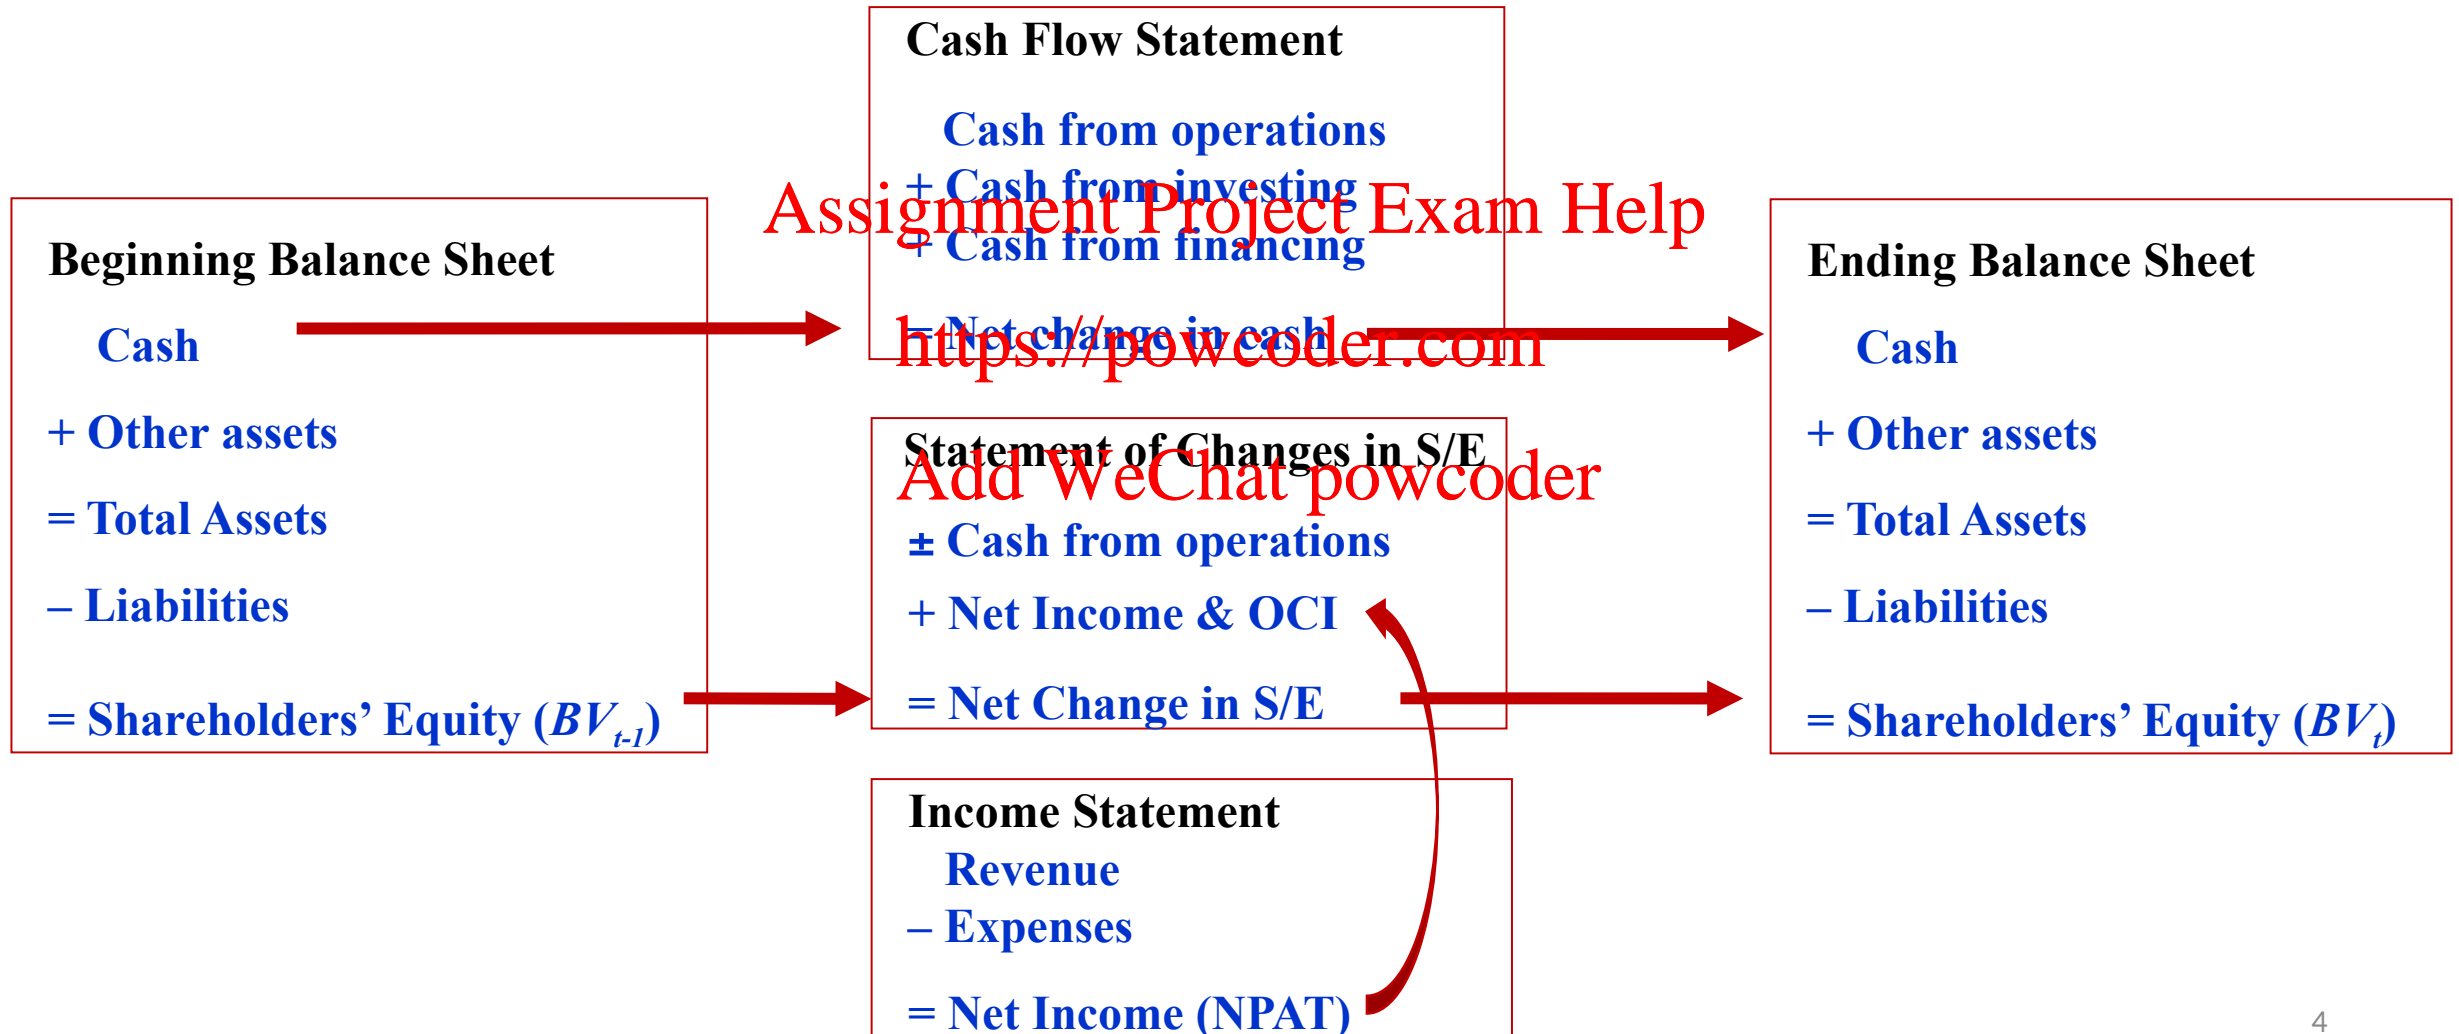 Cash Flow Statement
Cash from operations
+ Cash from investing
+ Cash from financing
= Net change in cash
Assignment Project Exam Help
https://powcoder.com
Add WeChat powcoder
Beginning Balance Sheet
Cash
+ Other assets
= Total Assets
– Liabilities
= Shareholders’ Equity (BVt-1)
Statement of Changes in S/E
± Cash from operations
+ Net Income & OCI
= Net Change in S/E
Income Statement
Revenue
– Expenses
= Net Income (NPAT)
Ending Balance Sheet
Cash
+ Other assets
= Total Assets
– Liabilities
= Shareholders’ Equity (BVt)
4